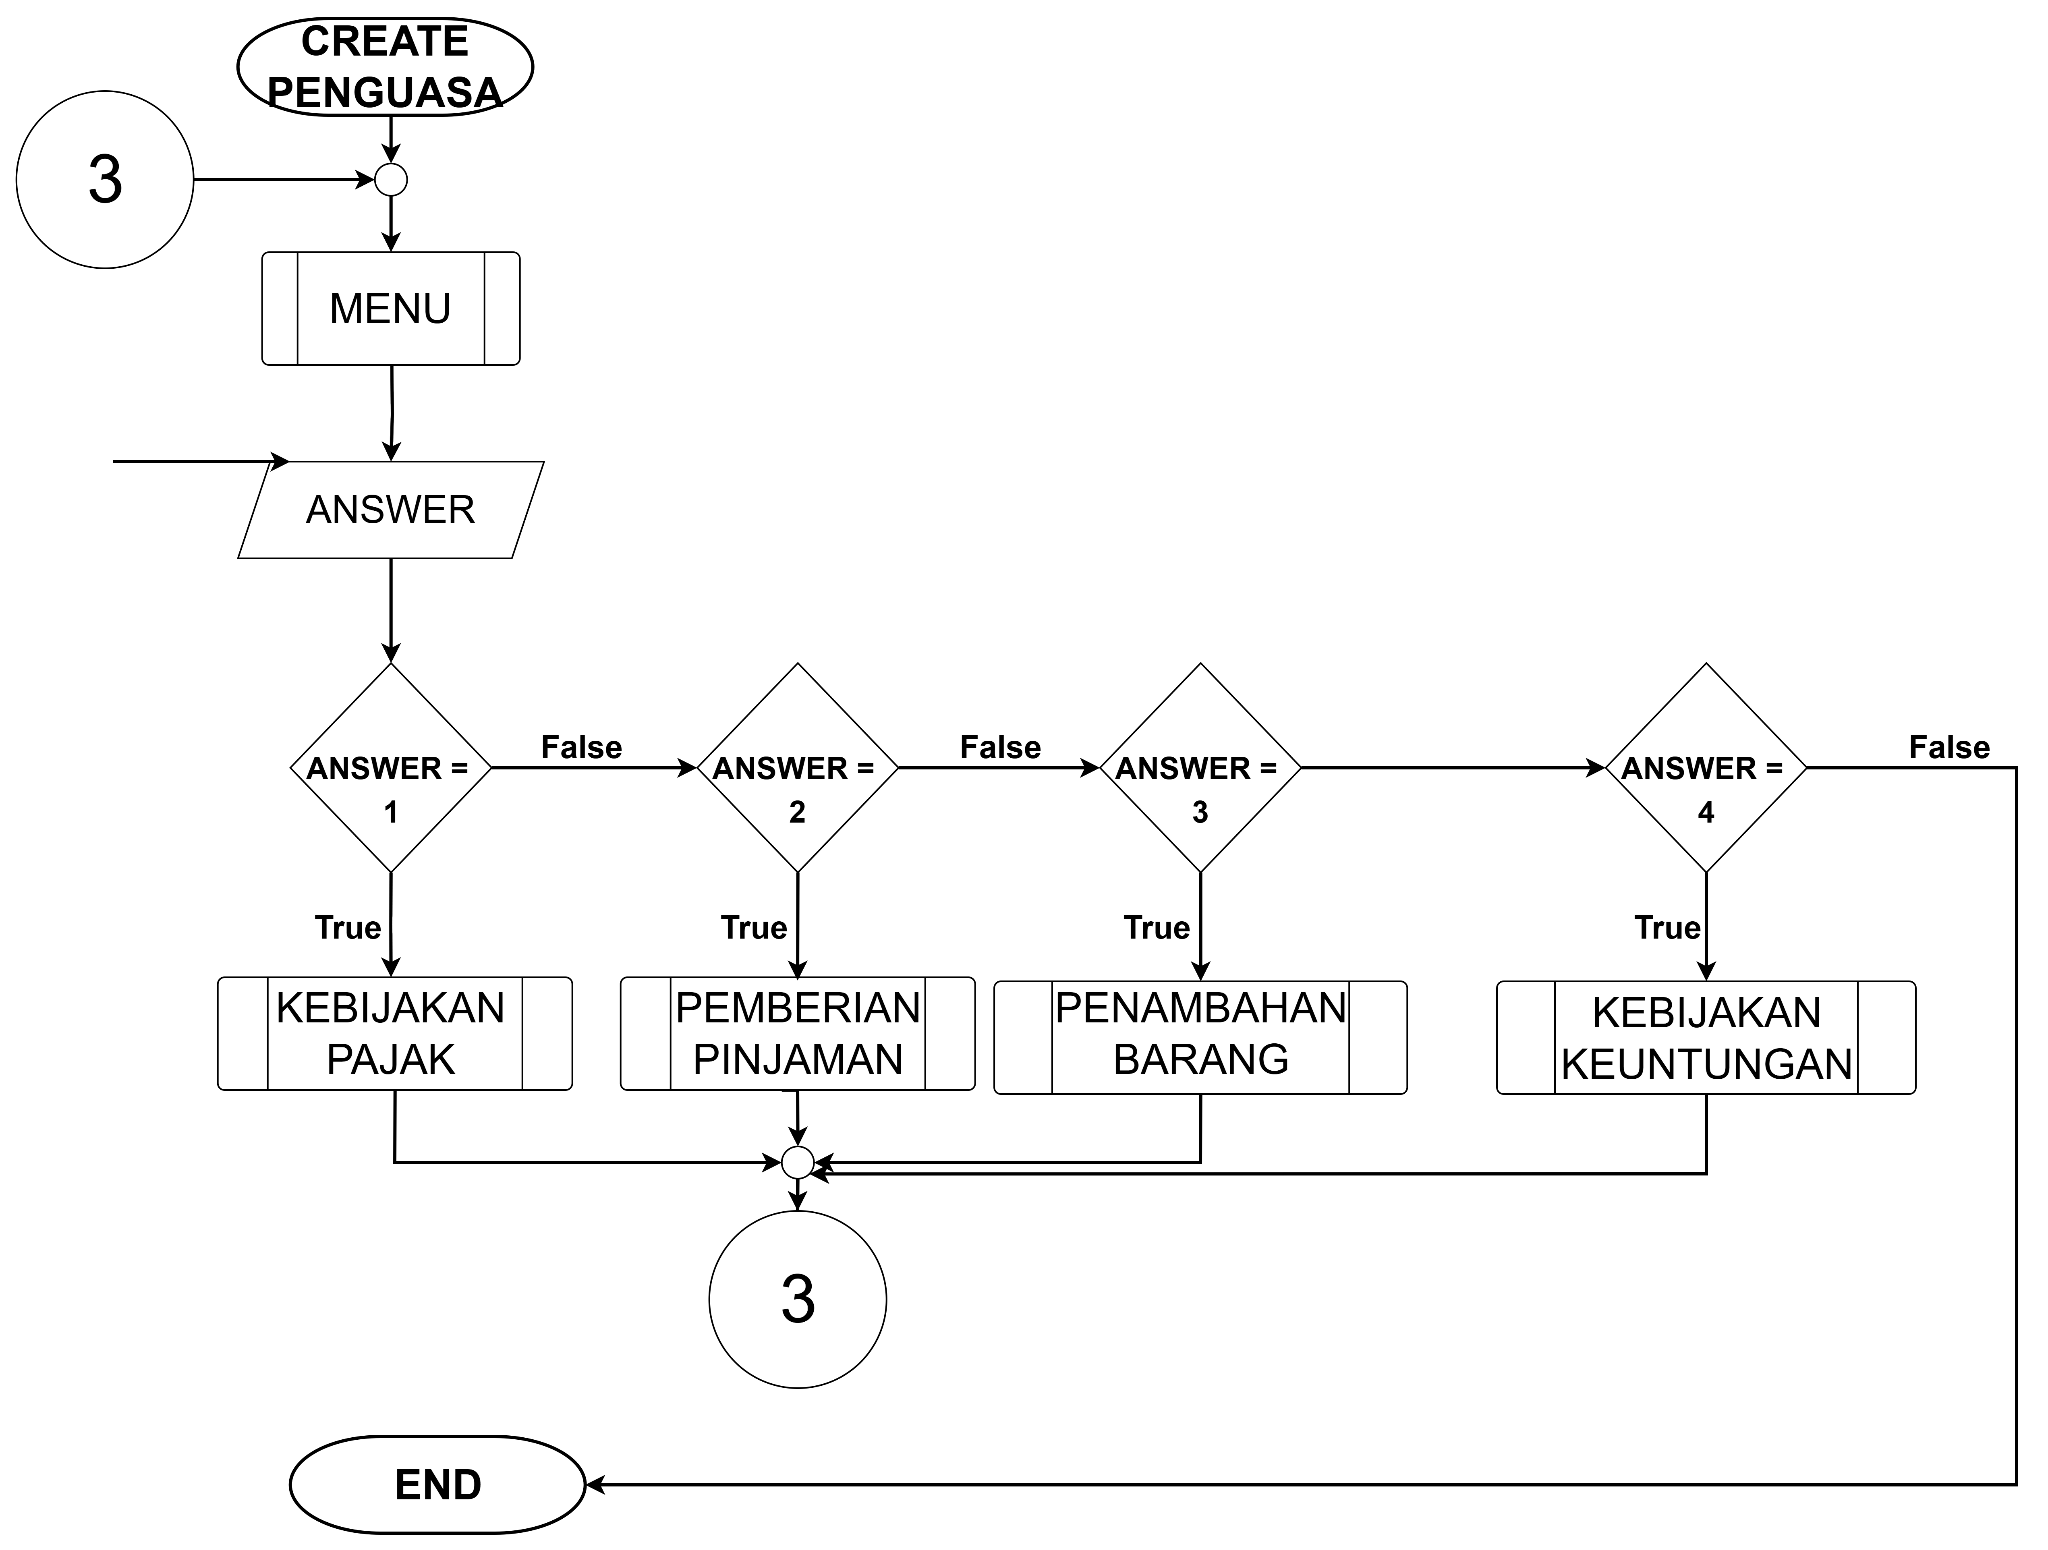 CREATE
PENGUASA
3
MENU
ANSWER
ANSWER =
1
False
ANSWER =
2
False
ANSWER =
3
ANSWER =
4
False
True
True
True
True
KEBIJAKAN
PAJAK
PEMBERIAN
PINJAMAN
PENAMBAHAN
BARANG
KEBIJAKAN
KEUNTUNGAN
3
END